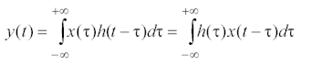 y(t) = ∫_{-∞}^{+∞} x(τ)h(t − τ)dτ = ∫_{-∞}^{+∞} h(τ)x(t − τ)dτ